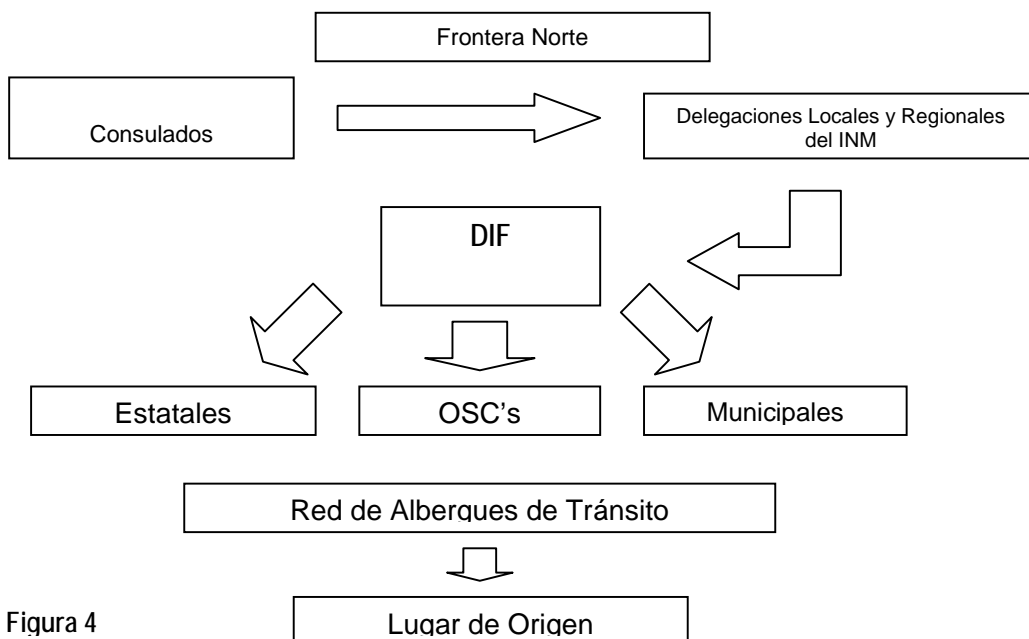 Frontera Norte
Consulados
Delegaciones Locales y Regionales
del INM
DIF
Estatales
OSC's
Municipales
Red de Albergues de Tránsito
Figura 4
Lugar de Origen